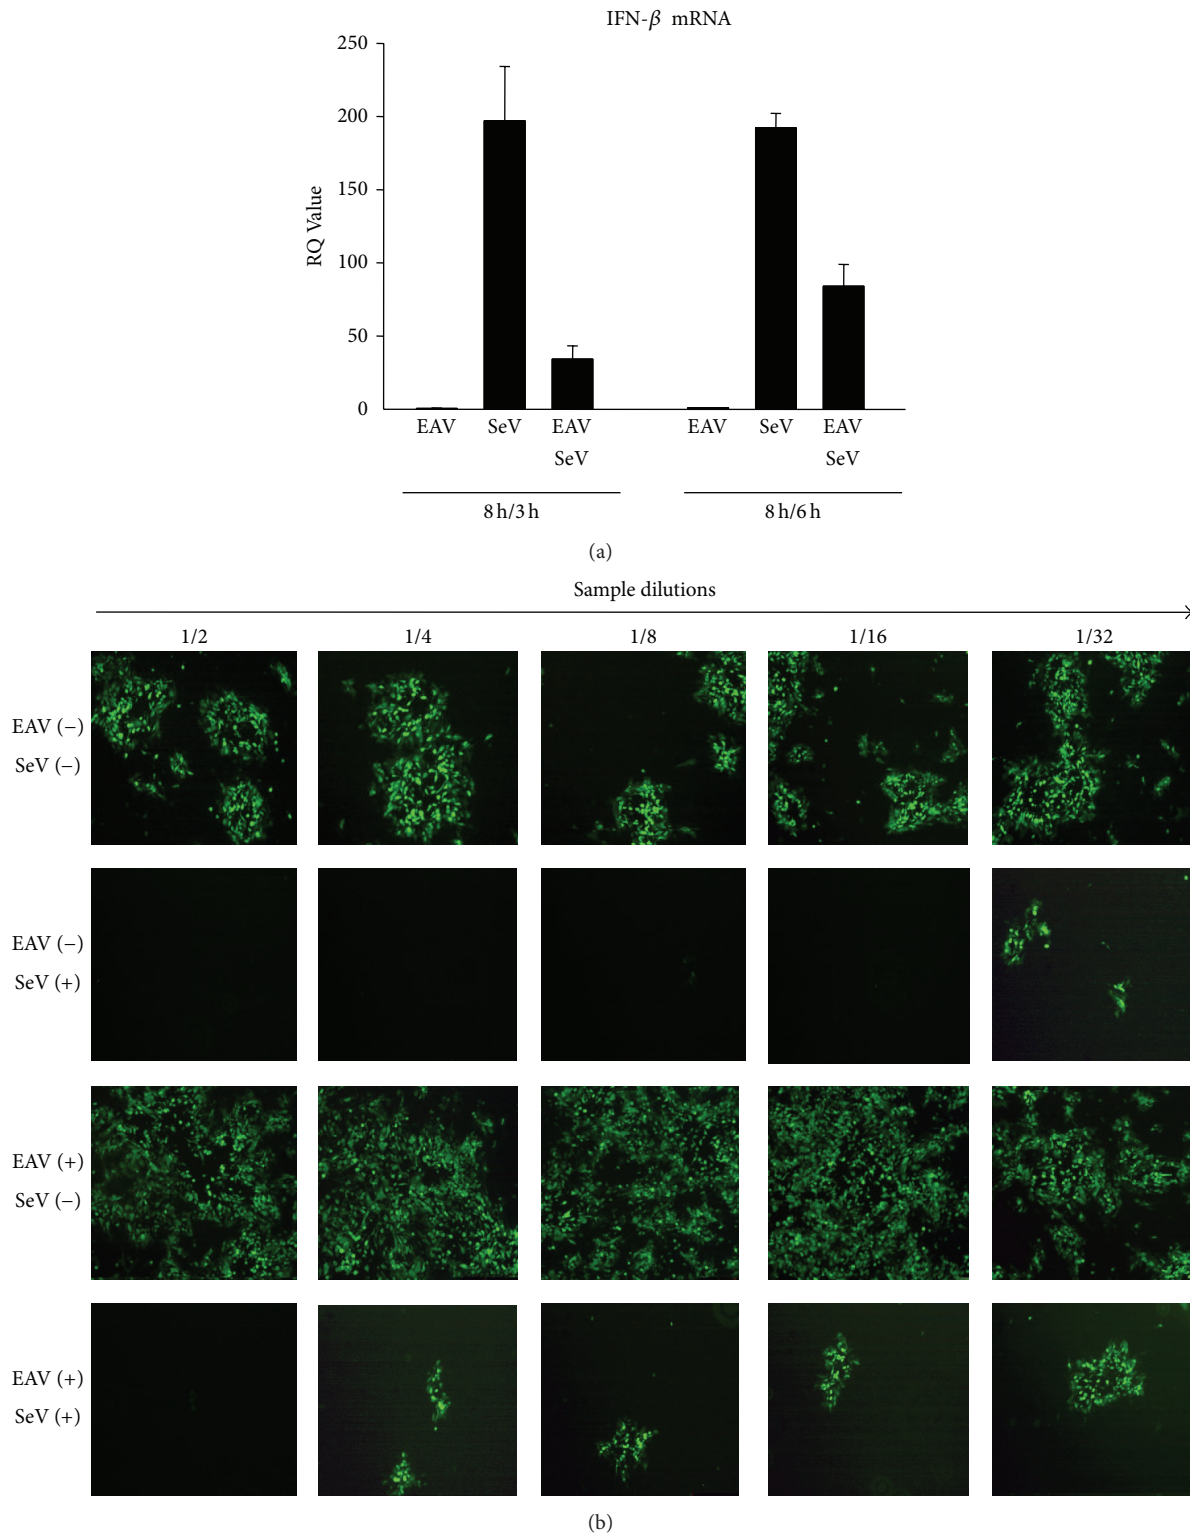 IFN-β mRNA
250
200
150
100
50
0
RQ Value
EAV SeV EAV EAV SeV EAV
SeV SeV
8 h/3 h 8 h/6 h
(a)
Sample dilutions
1/2 1/4 1/8 1/16 1/32
EAV (−)
SeV (−)
EAV (−)
SeV (+)
EAV (+)
SeV (−)
EAV (+)
SeV (+)
(b)